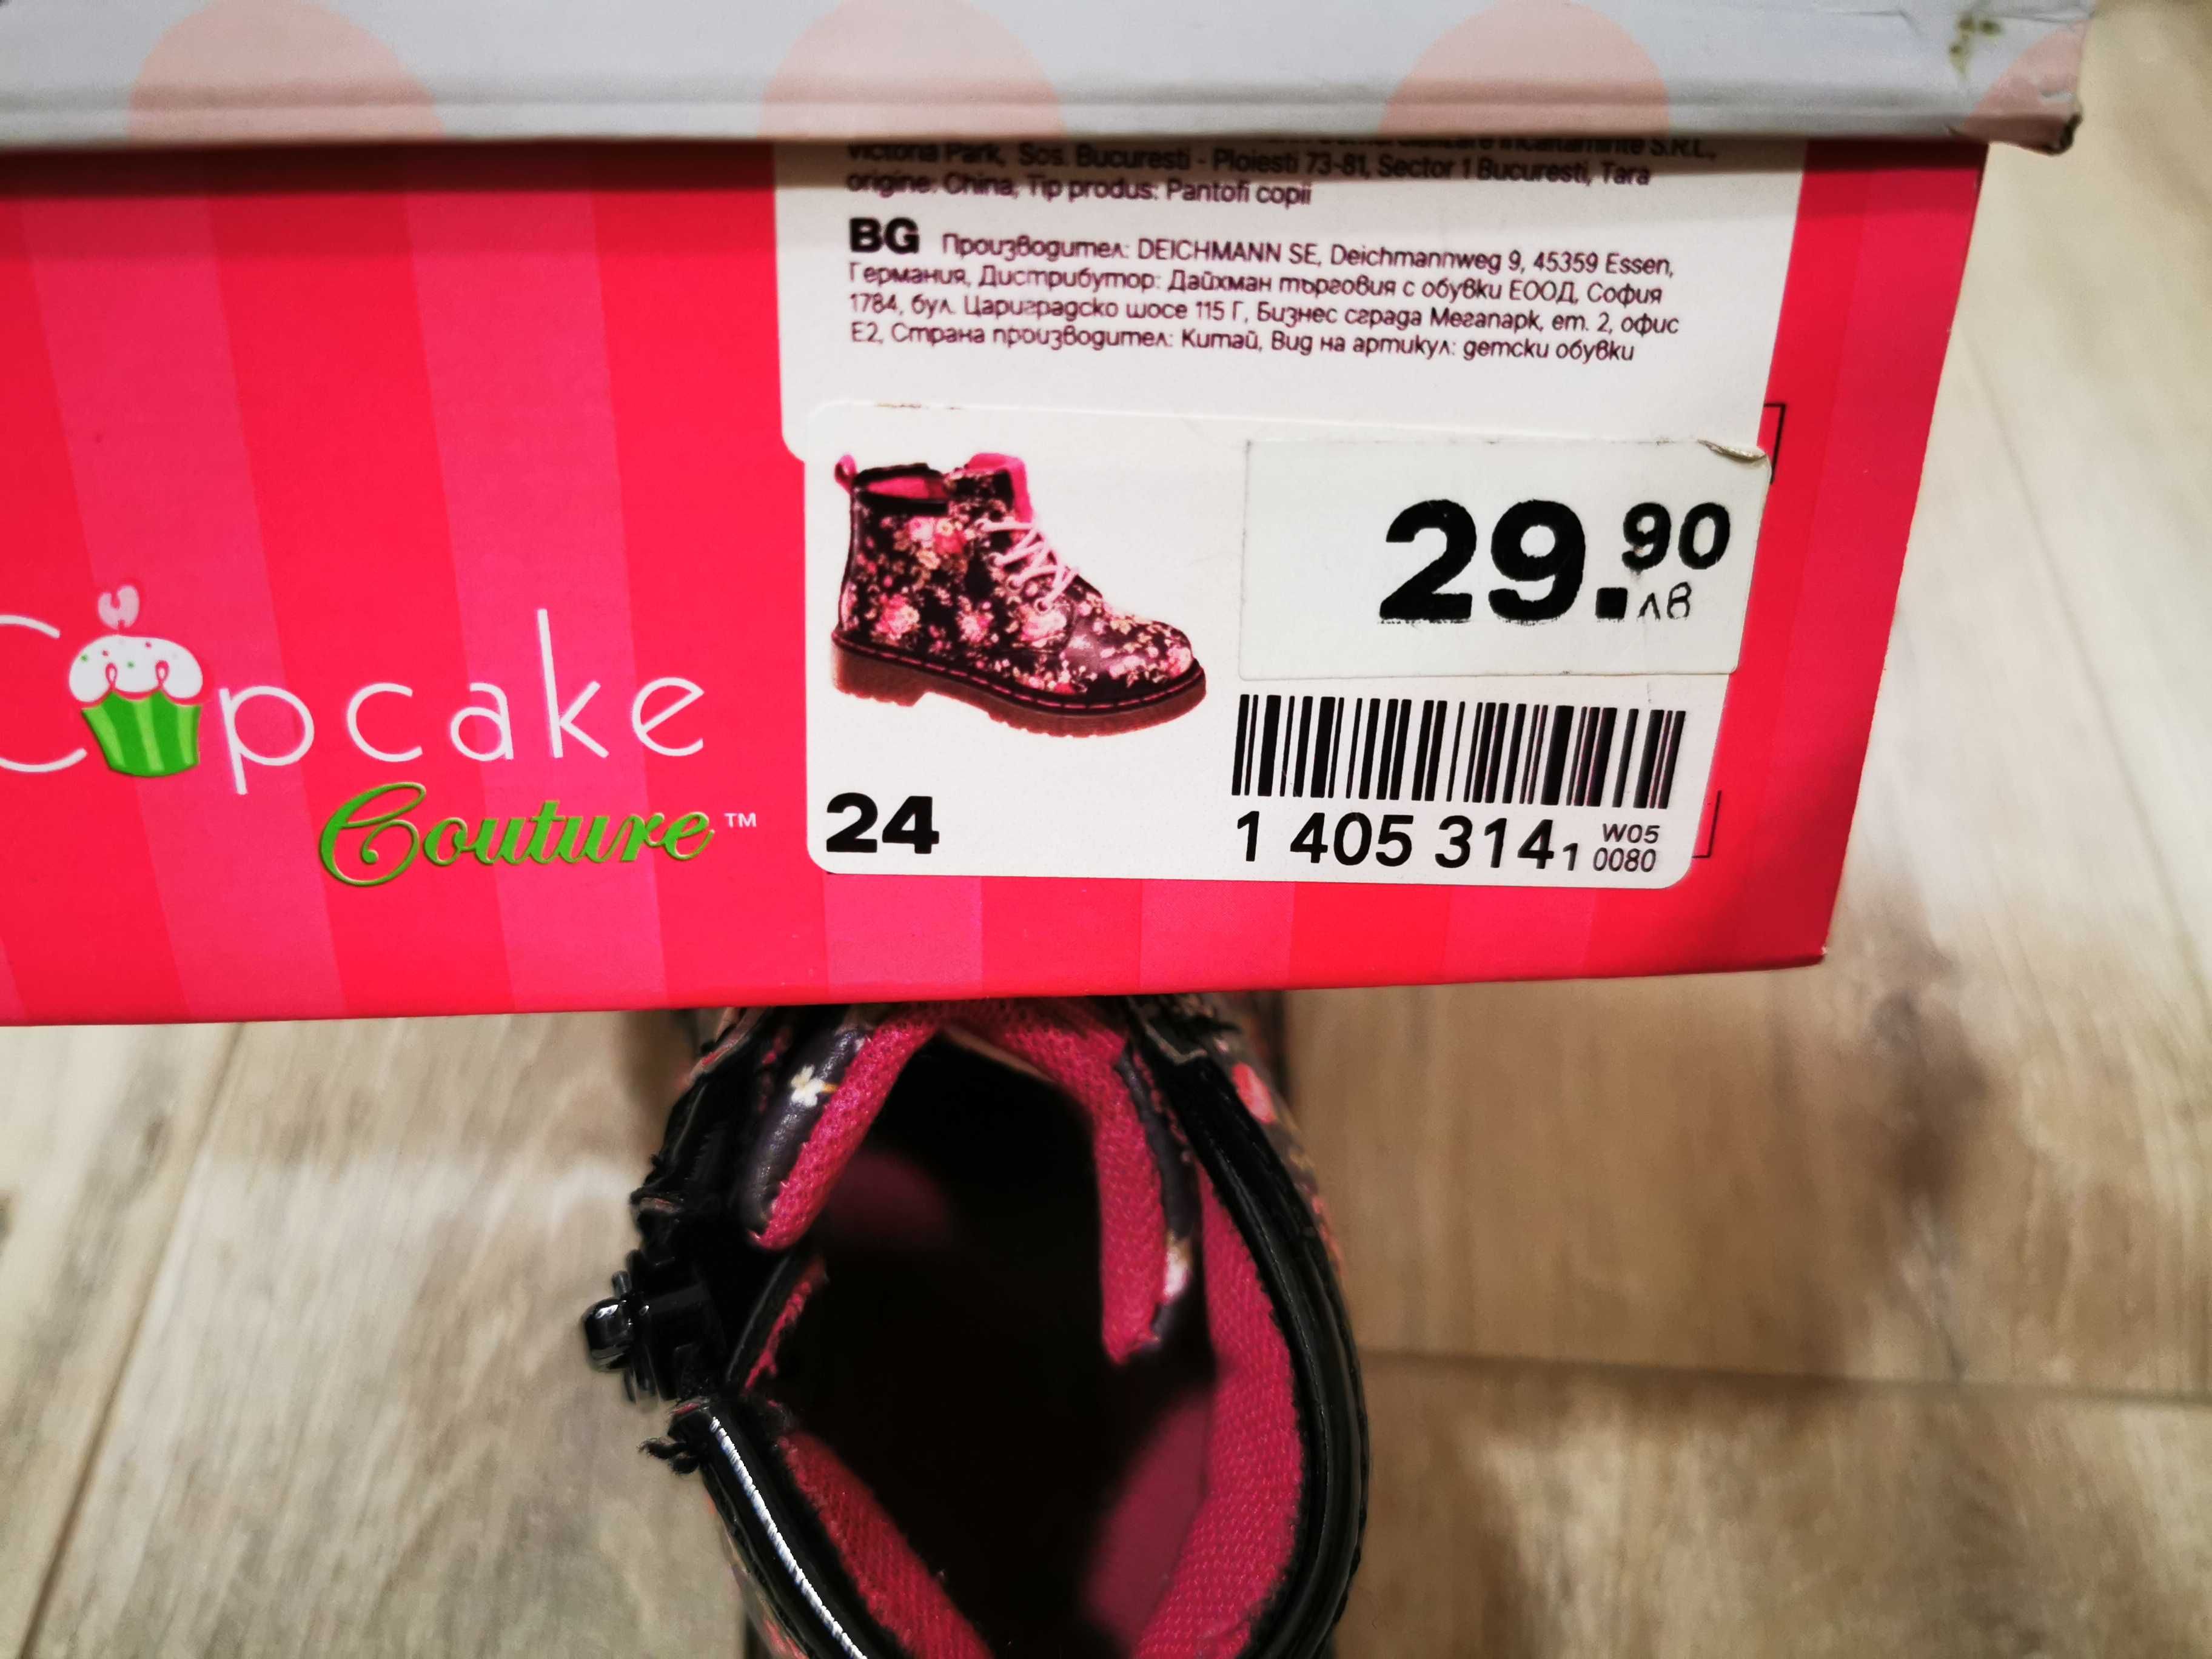 Victoria Park, Sos. Bucuresti - Ploiesti 73-81, Sector 1 Bucuresti, Tara
origine: China, Tip produs: Pantofi copii
BG Производител: DEICHMANN SE, Deichmannweg 9, 45359 Essen,
Германия, Дистрибутор: Дайхман търговия с обувки ЕООД, София
1784, бул. Цариградско шосе 115 Г, Бизнес сграда Мегапарк, ет. 2, офис
Е2, Страна производител: Китай, Вид на артикул: детски обувки
29.90
лв
Cupcake
Couture™
24
1 405 314 1 W05
0080